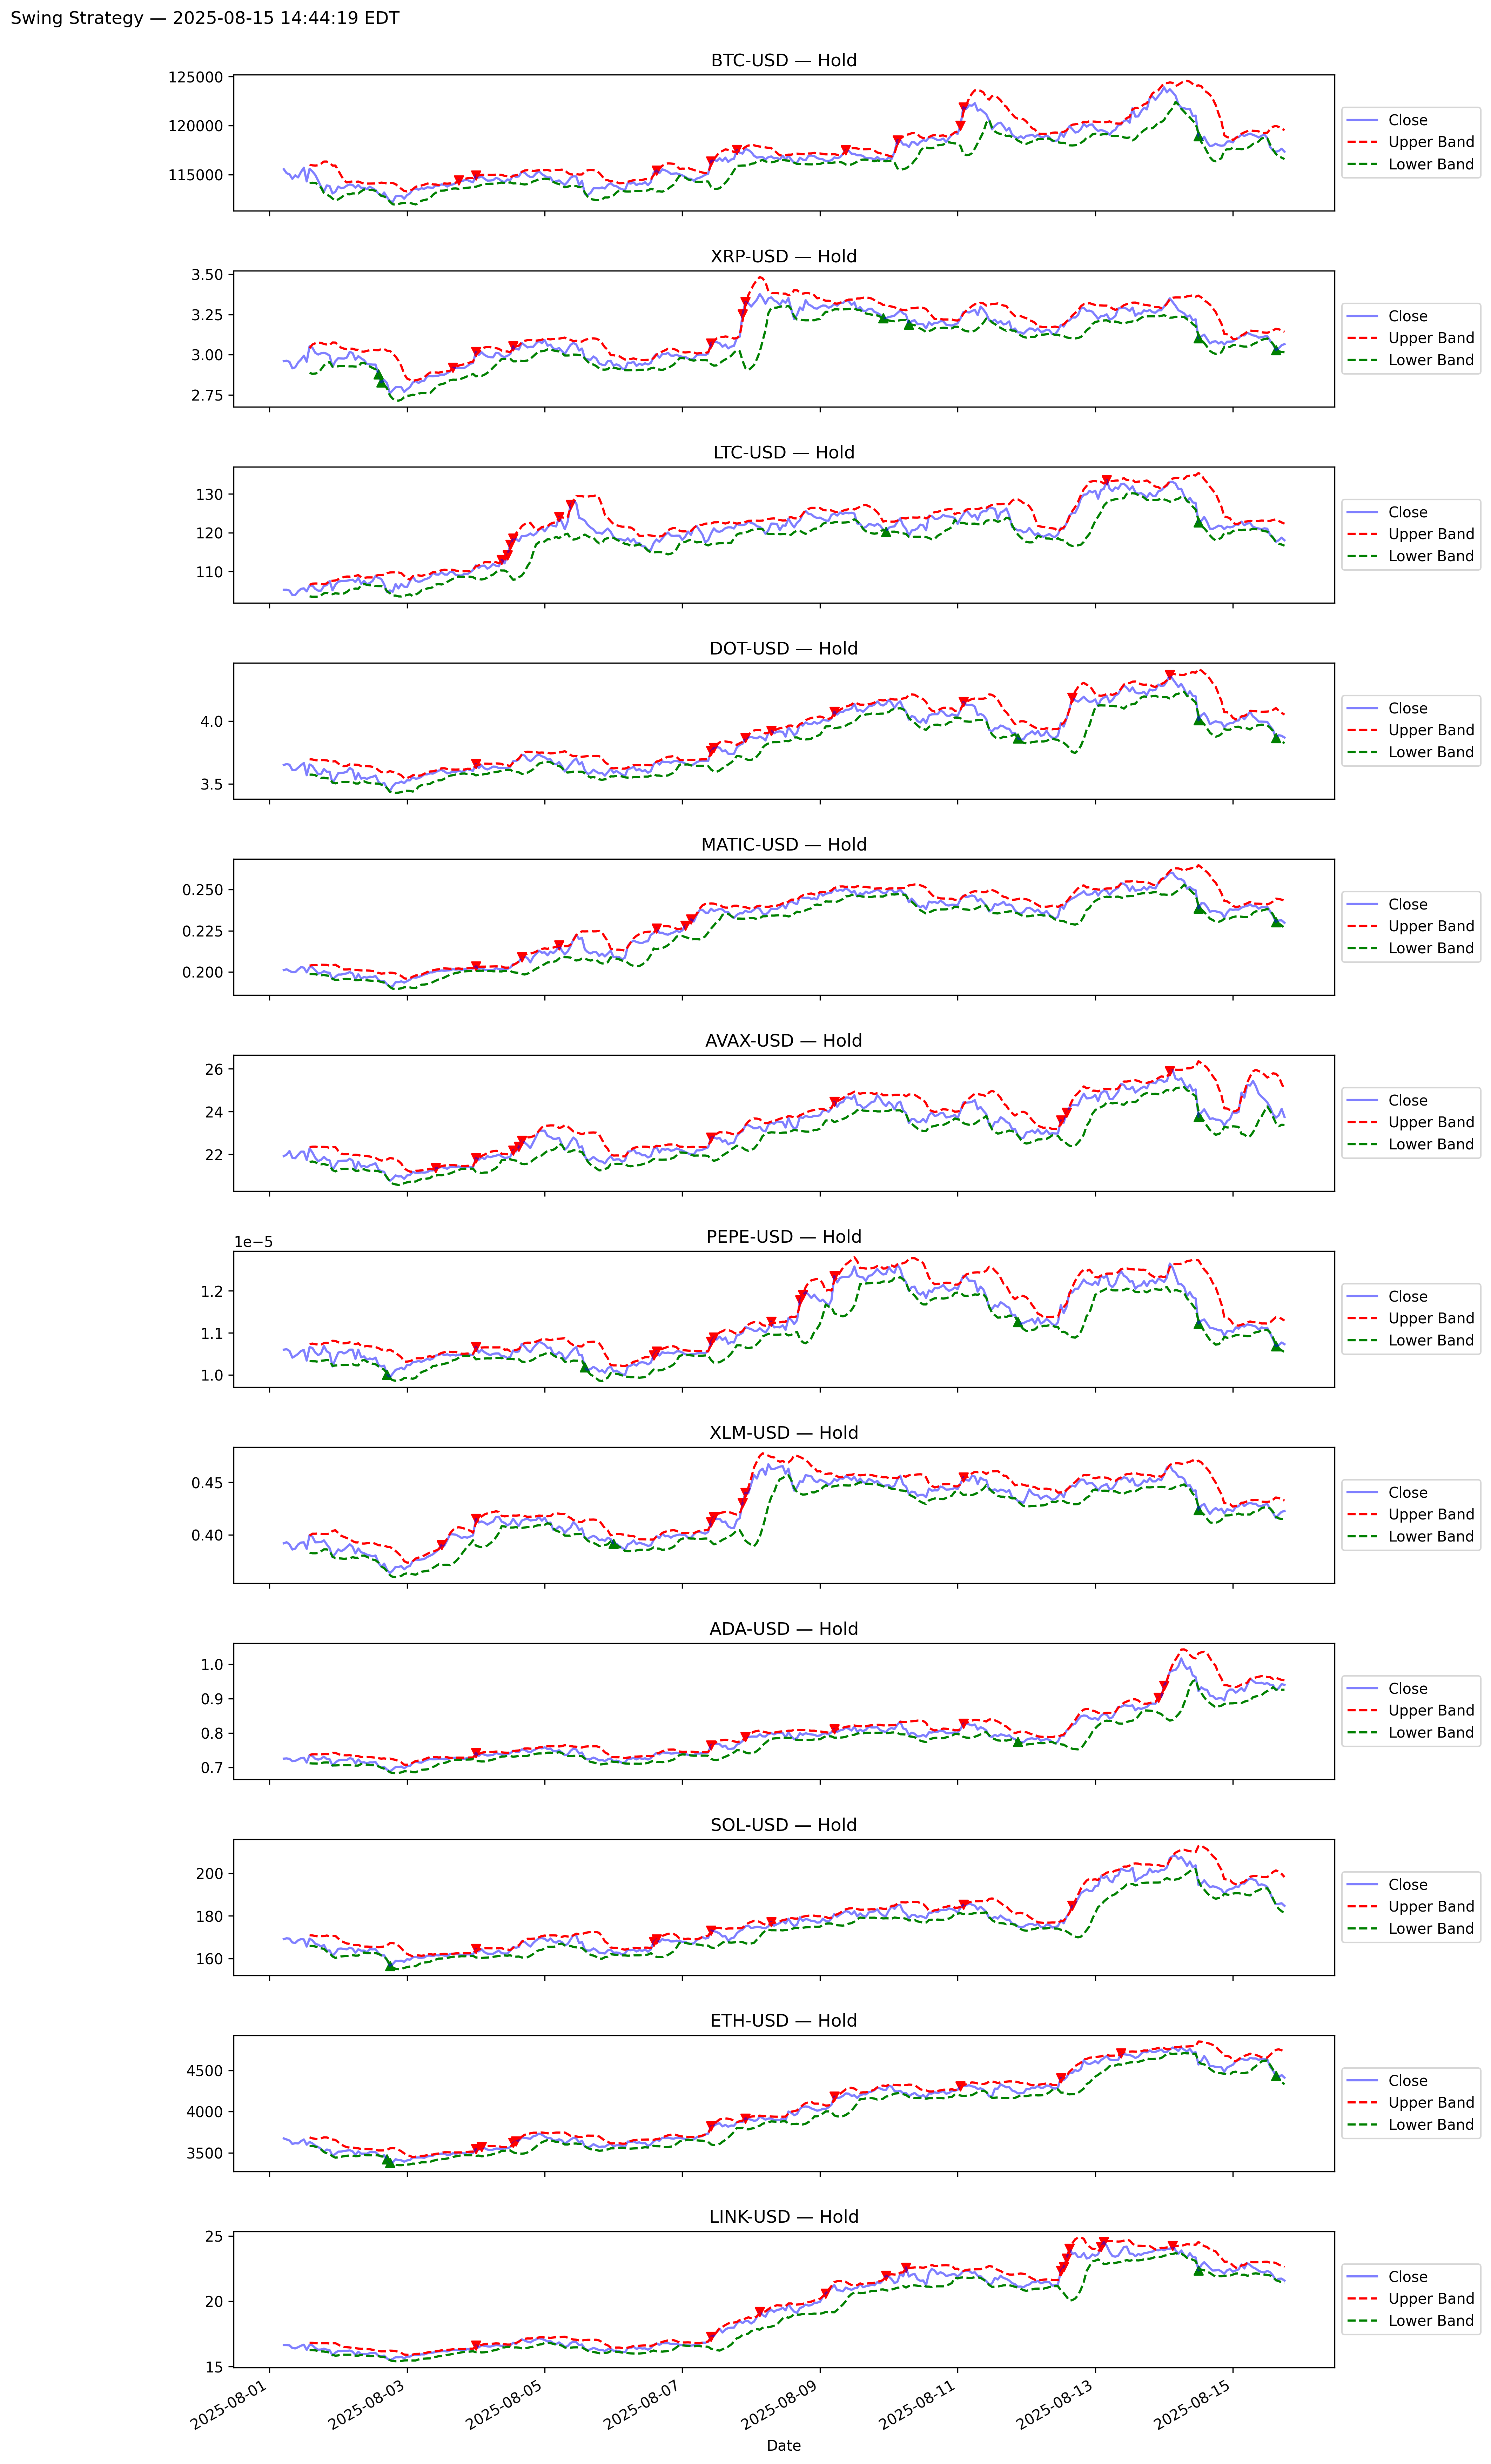 Swing Strategy — 2025-08-15 14:44:19 EDT
BTC-USD — Hold
125000
120000
115000
Close
Upper Band
Lower Band
XRP-USD — Hold
3.50
3.25
3.00
2.75
Close
Upper Band
Lower Band
LTC-USD — Hold
130
120
110
Close
Upper Band
Lower Band
DOT-USD — Hold
4.0
3.5
Close
Upper Band
Lower Band
MATIC-USD — Hold
0.250
0.225
0.200
Close
Upper Band
Lower Band
AVAX-USD — Hold
26
24
22
Close
Upper Band
Lower Band
PEPE-USD — Hold
1e−5
1.2
1.1
1.0
Close
Upper Band
Lower Band
XLM-USD — Hold
0.45
0.40
Close
Upper Band
Lower Band
ADA-USD — Hold
1.0
0.9
0.8
0.7
Close
Upper Band
Lower Band
SOL-USD — Hold
200
180
160
Close
Upper Band
Lower Band
ETH-USD — Hold
4500
4000
3500
Close
Upper Band
Lower Band
LINK-USD — Hold
25
20
15
Close
Upper Band
Lower Band
2025-08-01
2025-08-03
2025-08-05
2025-08-07
2025-08-09
2025-08-11
2025-08-13
2025-08-15
Date